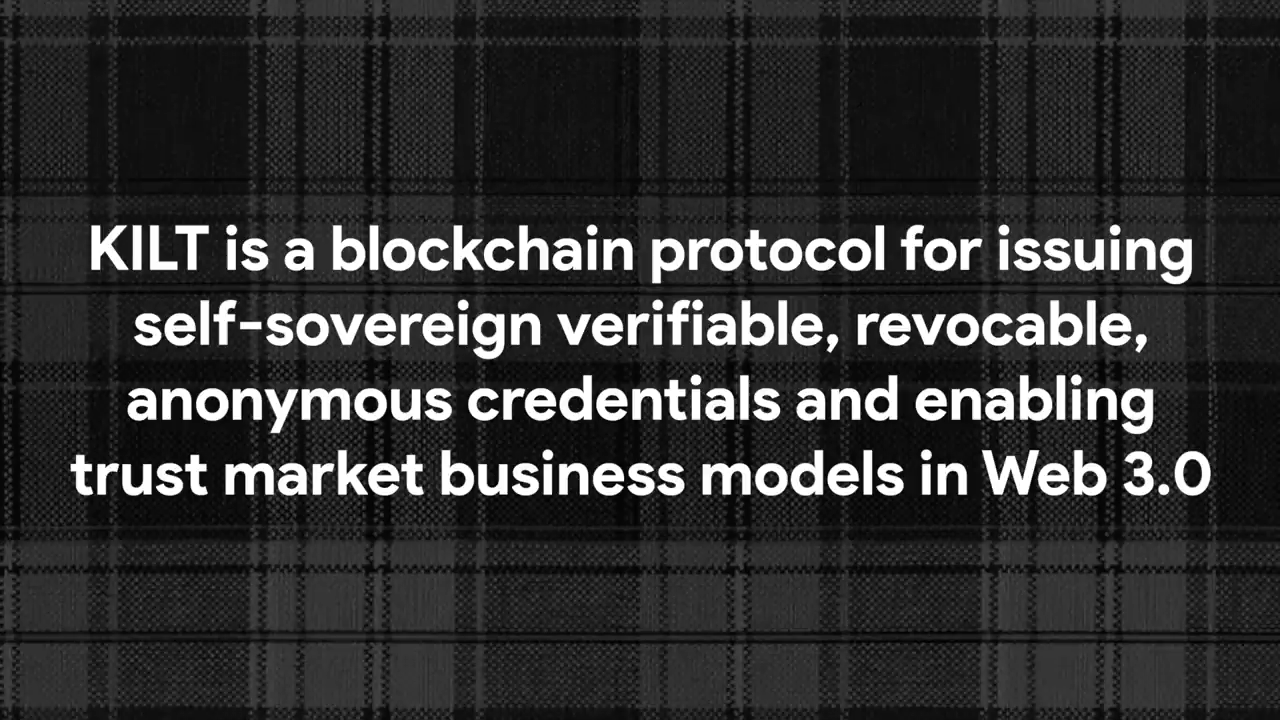 KILT is a blockchain protocol for issuing
self-sovereign verifiable, revocable,
anonymous credentials and enabling
trust market business models in Web 3.0